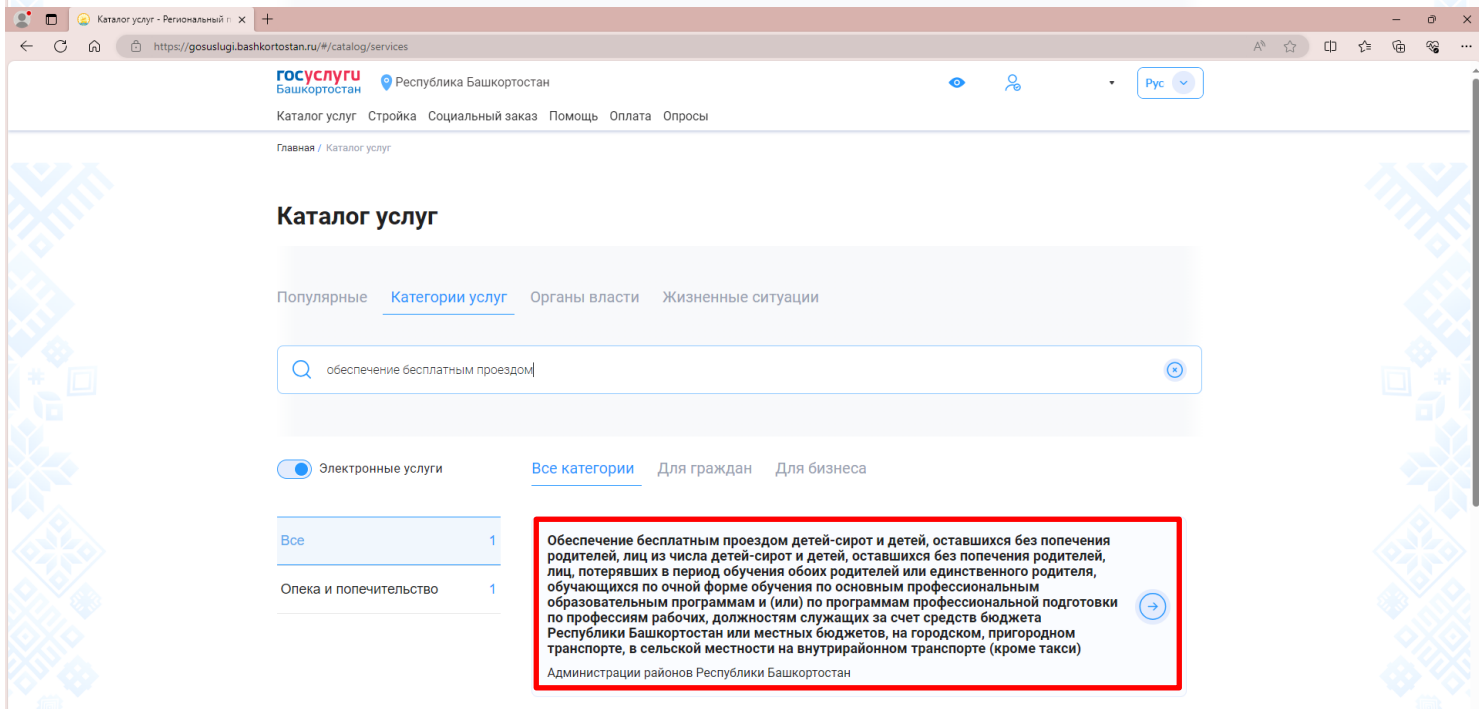 Каталог услуг - Региональный п
https://gosuslugi.bashkortostan.ru/#/catalog/services
госуслуги
Башкортостан
Республика Башкортостан
Рус
Каталог услуг Стройка Социальный заказ Помощь Оплата Опросы
Главная / Каталог услуг
Каталог услуг
Популярные Категории услуг Органы власти Жизненные ситуации
обеспечение бесплатным проездом
Электронные услуги
Все категории Для граждан Для бизнеса
Все 1
Опека и попечительство 1
Обеспечение бесплатным проездом детей-сирот и детей, оставшихся без попечения
родителей, лиц из числа детей-сирот и детей, оставшихся без попечения родителей,
лиц, потерявших в период обучения обоих родителей или единственного родителя,
обучающихся по очной форме обучения по основным профессиональным
образовательным программам и (или) по программам профессиональной подготовки
по профессиям рабочих, должностям служащих за счет средств бюджета
Республики Башкортостан или местных бюджетов, на городском, пригородном
транспорте, в сельской местности на внутрирайонном транспорте (кроме такси)
Администрации районов Республики Башкортостан